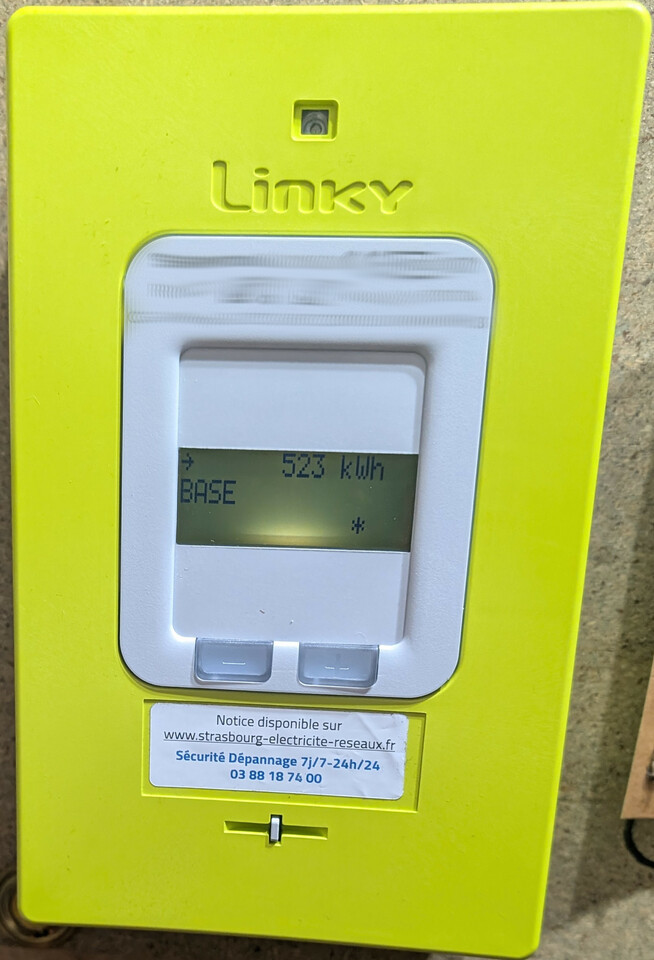 Linky
→ 523 kWh
BASE
*
— +
Notice disponible sur
www.strasbourg-electricite-reseaux.fr
Sécurité Dépannage 7j/7-24h/24
03 88 18 74 00